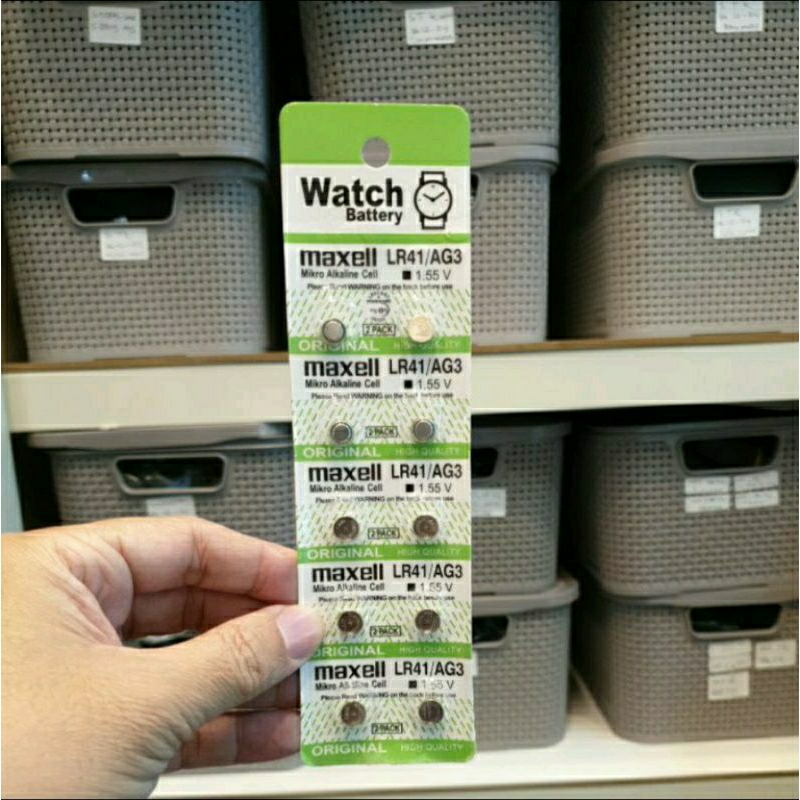 Watch
Battery
maxell LR41/AG3
Mikro Alkaline Cell 1.55 V
Please Read WARNING on the back before use
2 PACK
ORIGINAL HIGH QUALITY
maxell LR41/AG3
Mikro Alkaline Cell 1.55 V
Please Read WARNING on the back before use
2 PACK
ORIGINAL HIGH QUALITY
maxell LR41/AG3
Mikro Alkaline Cell 1.55 V
Please Read WARNING on the back before use
2 PACK
ORIGINAL HIGH QUALITY
maxell LR41/AG3
Mikro Alkaline Cell 1.55 V
Please Read WARNING on the back before use
2 PACK
ORIGINAL HIGH QUALITY
maxell LR41/AG3
Mikro Alkaline Cell 1.55 V
Please Read WARNING on the back before use
2 PACK
ORIGINAL HIGH QUALITY